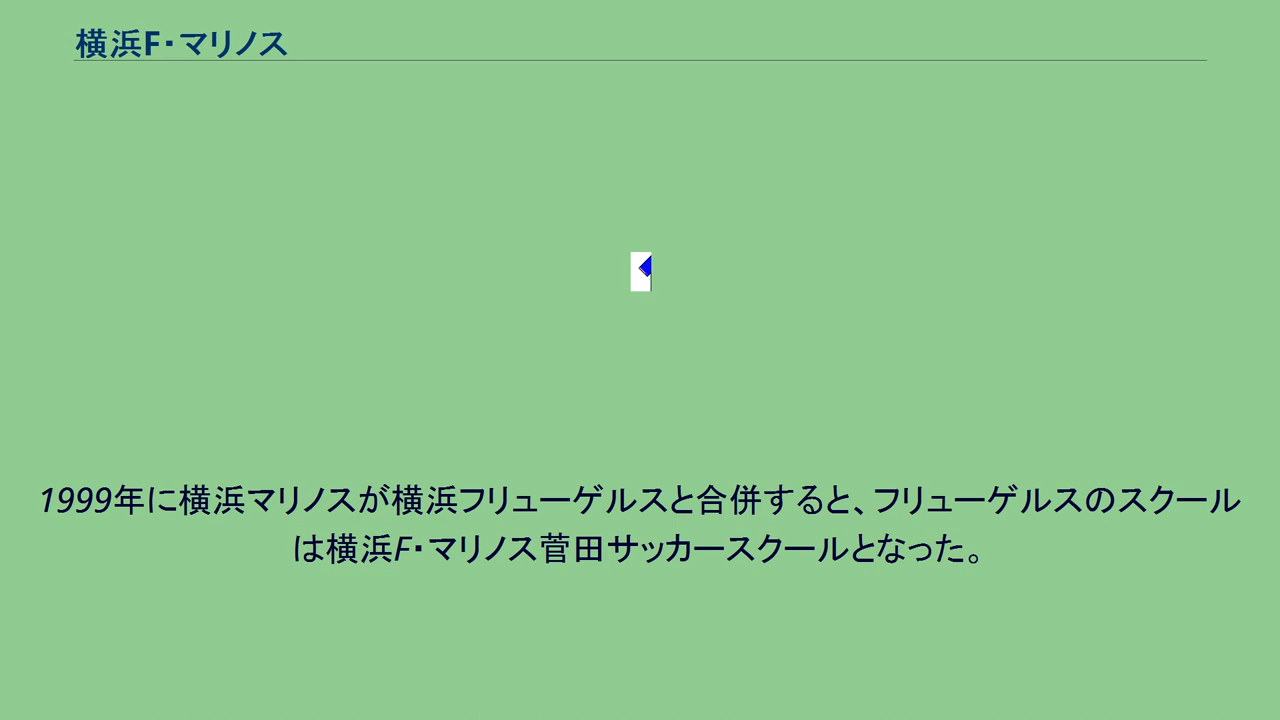 横浜F・マリノス
1999年に横浜マリノスが横浜フリューゲルスと合併すると、フリューゲルスのスクール
は横浜F・マリノス菅田サッカースクールとなった。